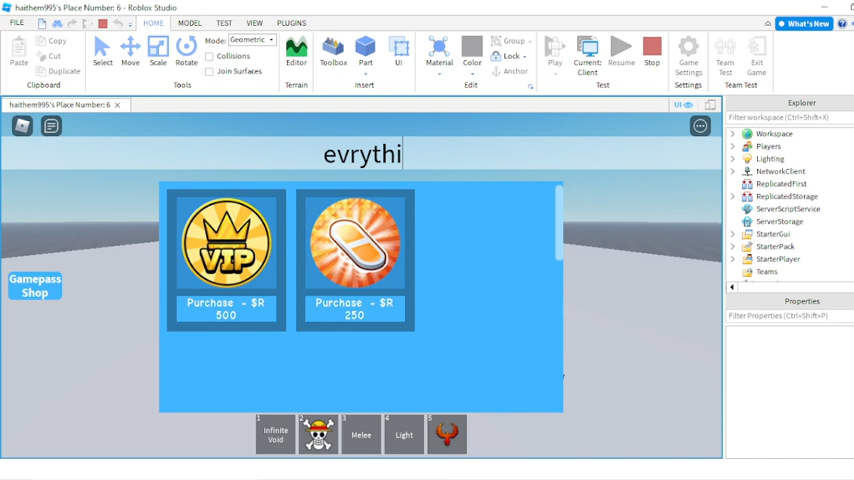 haithem995's Place Number: 6 - Roblox Studio
FILE HOME MODEL TEST VIEW PLUGINS What's New
Paste Copy Cut Duplicate Clipboard
Select Move Scale Rotate Mode: Geometric Collisions Join Surfaces Tools
Editor Terrain
Toolbox Part UI Insert
Material Color Group Lock Anchor Edit
Play Current: Client Resume Stop Test
Game Settings Settings
Team Test Exit Game Team Test
haithem995's Place Number: 6 × UI
evrythi
Gamepass
Shop
VIP
Purchase - $R
500
Purchase - $R
250
1 Infinite Void
2
3 Melee
4 Light
5
Explorer
Filter workspace (Ctrl+Shift+X)
Workspace
Players
Lighting
NetworkClient
ReplicatedFirst
ReplicatedStorage
ServerScriptService
ServerStorage
StarterGui
StarterPack
StarterPlayer
Teams
Properties
Filter Properties (Ctrl+Shift+P)